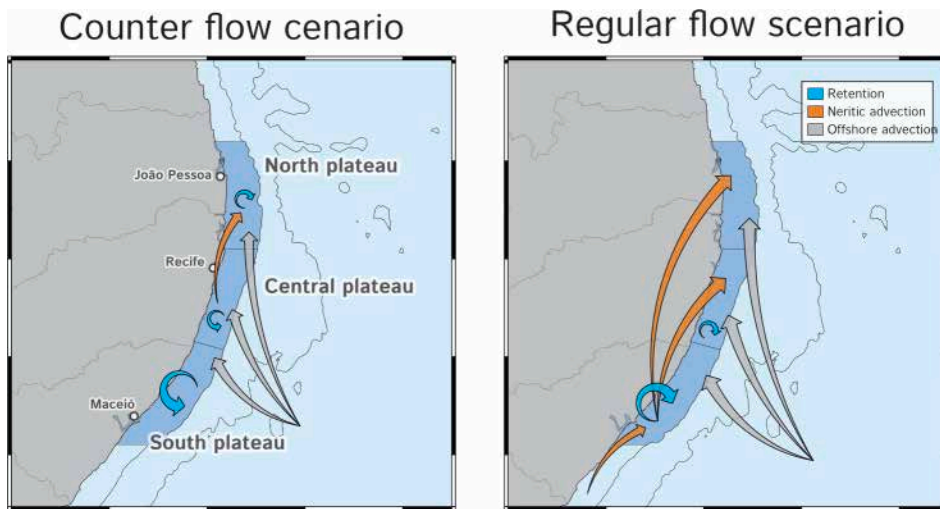 Counter flow cenario
Regular flow scenario
Retention
Neritic advection
Offshore advection
North plateau
João Pessoa
Recife
Central plateau
Maceió
South plateau